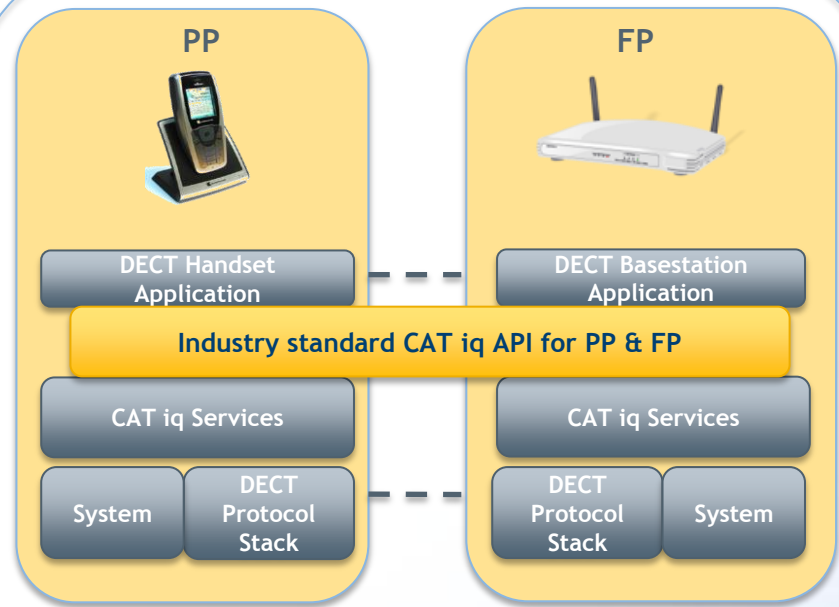 PP
FP
DECT Handset
Application
DECT Basestation
Application
Industry standard CAT iq API for PP & FP
CAT iq Services
CAT iq Services
System
DECT
Protocol
Stack
DECT
Protocol
Stack
System